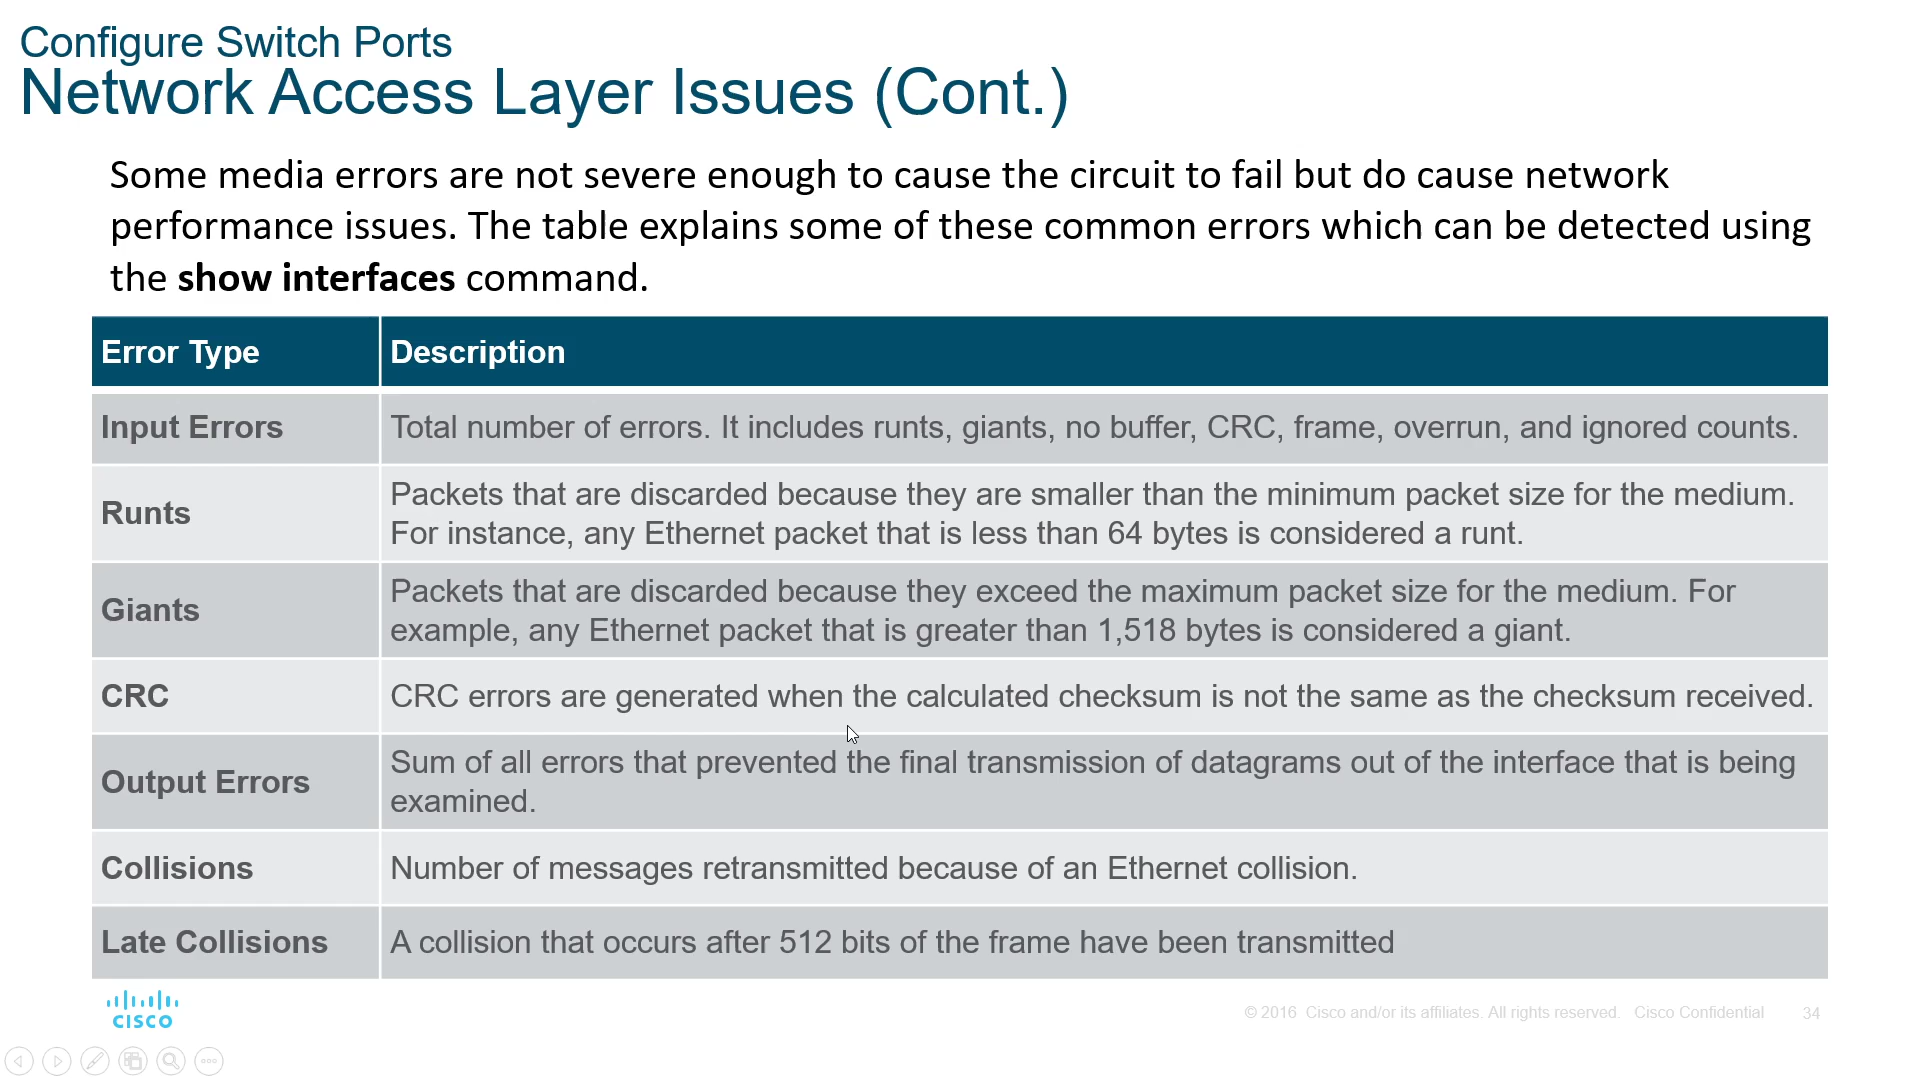 Configure Switch Ports
Network Access Layer Issues (Cont.)
Some media errors are not severe enough to cause the circuit to fail but do cause network
performance issues. The table explains some of these common errors which can be detected using
the show interfaces command.
Error Type Description
Input Errors Total number of errors. It includes runts, giants, no buffer, CRC, frame, overrun, and ignored counts.
Runts
Packets that are discarded because they are smaller than the minimum packet size for the medium.
For instance, any Ethernet packet that is less than 64 bytes is considered a runt.
Giants
Packets that are discarded because they exceed the maximum packet size for the medium. For
example, any Ethernet packet that is greater than 1,518 bytes is considered a giant.
CRC CRC errors are generated when the calculated checksum is not the same as the checksum received.
Output Errors
Sum of all errors that prevented the final transmission of datagrams out of the interface that is being
examined.
Collisions Number of messages retransmitted because of an Ethernet collision.
Late Collisions A collision that occurs after 512 bits of the frame have been transmitted
CISCO
© 2016 Cisco and/or its affiliates. All rights reserved. Cisco Confidential 34